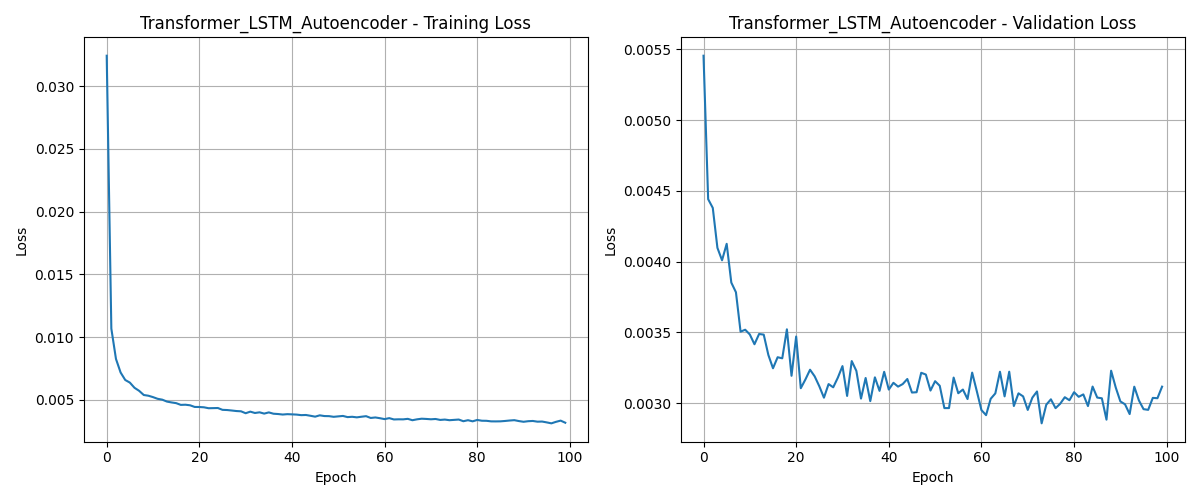 Transformer_LSTM_Autoencoder - Training Loss
0.030
0.025
0.020
0.015
0.010
0.005
Loss
0 20 40 60 80 100
Epoch
Transformer_LSTM_Autoencoder - Validation Loss
0.0055
0.0050
0.0045
0.0040
0.0035
0.0030
Loss
0 20 40 60 80 100
Epoch